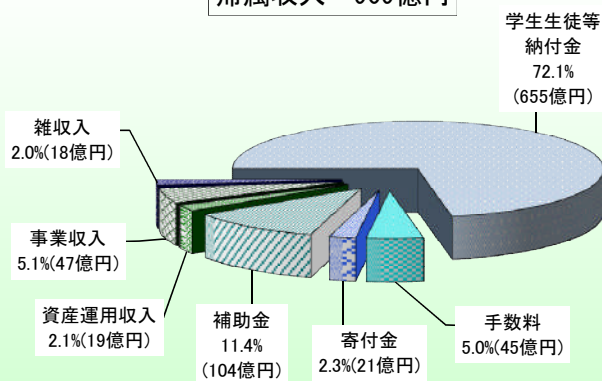 学生生徒等
納付金
72.1%
(655億円)
雑収入
2.0%(18億円)
事業収入
5.1%(47億円)
資産運用収入
2.1%(19億円)
補助金
11.4%
(104億円)
寄付金
2.3%(21億円)
手数料
5.0%(45億円)